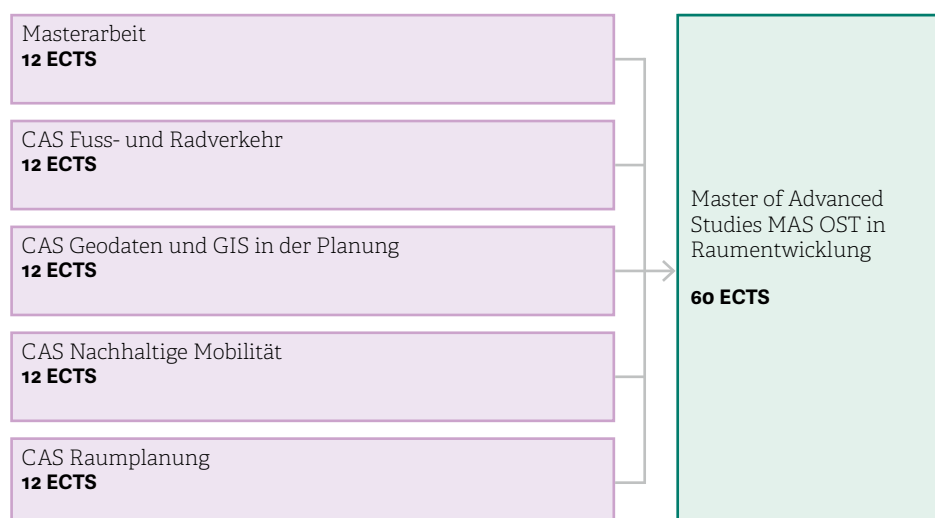 Masterarbeit
12 ECTS
CAS Fuss- und Radverkehr
12 ECTS
CAS Geodaten und GIS in der Planung
12 ECTS
CAS Nachhaltige Mobilität
12 ECTS
CAS Raumplanung
12 ECTS
Master of Advanced
Studies MAS OST in
Raumentwicklung
60 ECTS